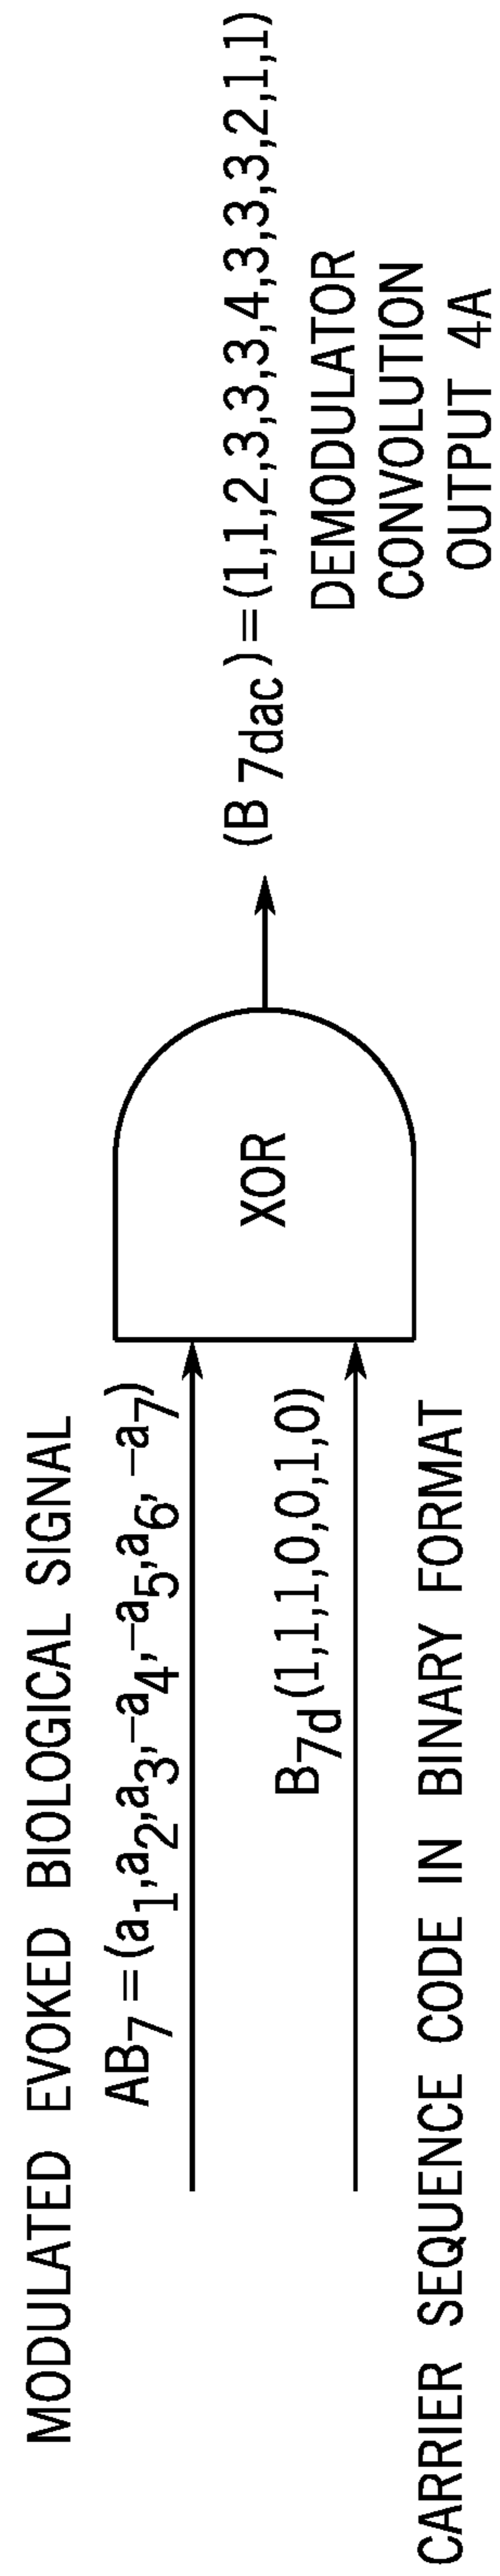 MODULATED EVOKED BIOLOGICAL SIGNAL
AB7 = (a1,a2,a3,−a4,−a5,a6, −a7)
B7d(1,1,1,0,0,1,0)
CARRIER SEQUENCE CODE IN BINARY FORMAT
XOR
(B 7dac)=(1,1,2,3,3,3,4,3,3,3,2,1,1)
DEMODULATOR
CONVOLUTION
OUTPUT 4A